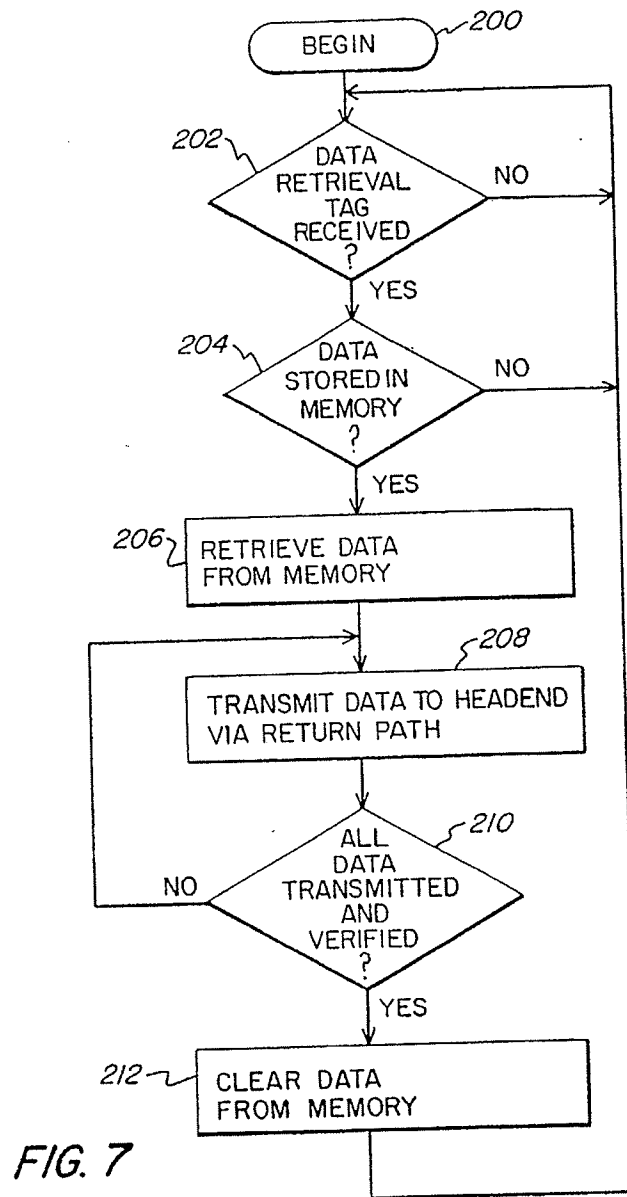 200
BEGIN
202
DATA
RETRIEVAL
TAG
RECEIVED
?
NO
YES
204
DATA
STORED IN
MEMORY
?
NO
YES
206
RETRIEVE DATA
FROM MEMORY
208
TRANSMIT DATA TO HEADEND
VIA RETURN PATH
210
ALL
DATA
TRANSMITTED
AND
VERIFIED
?
NO
YES
212
CLEAR DATA
FROM MEMORY
FIG. 7